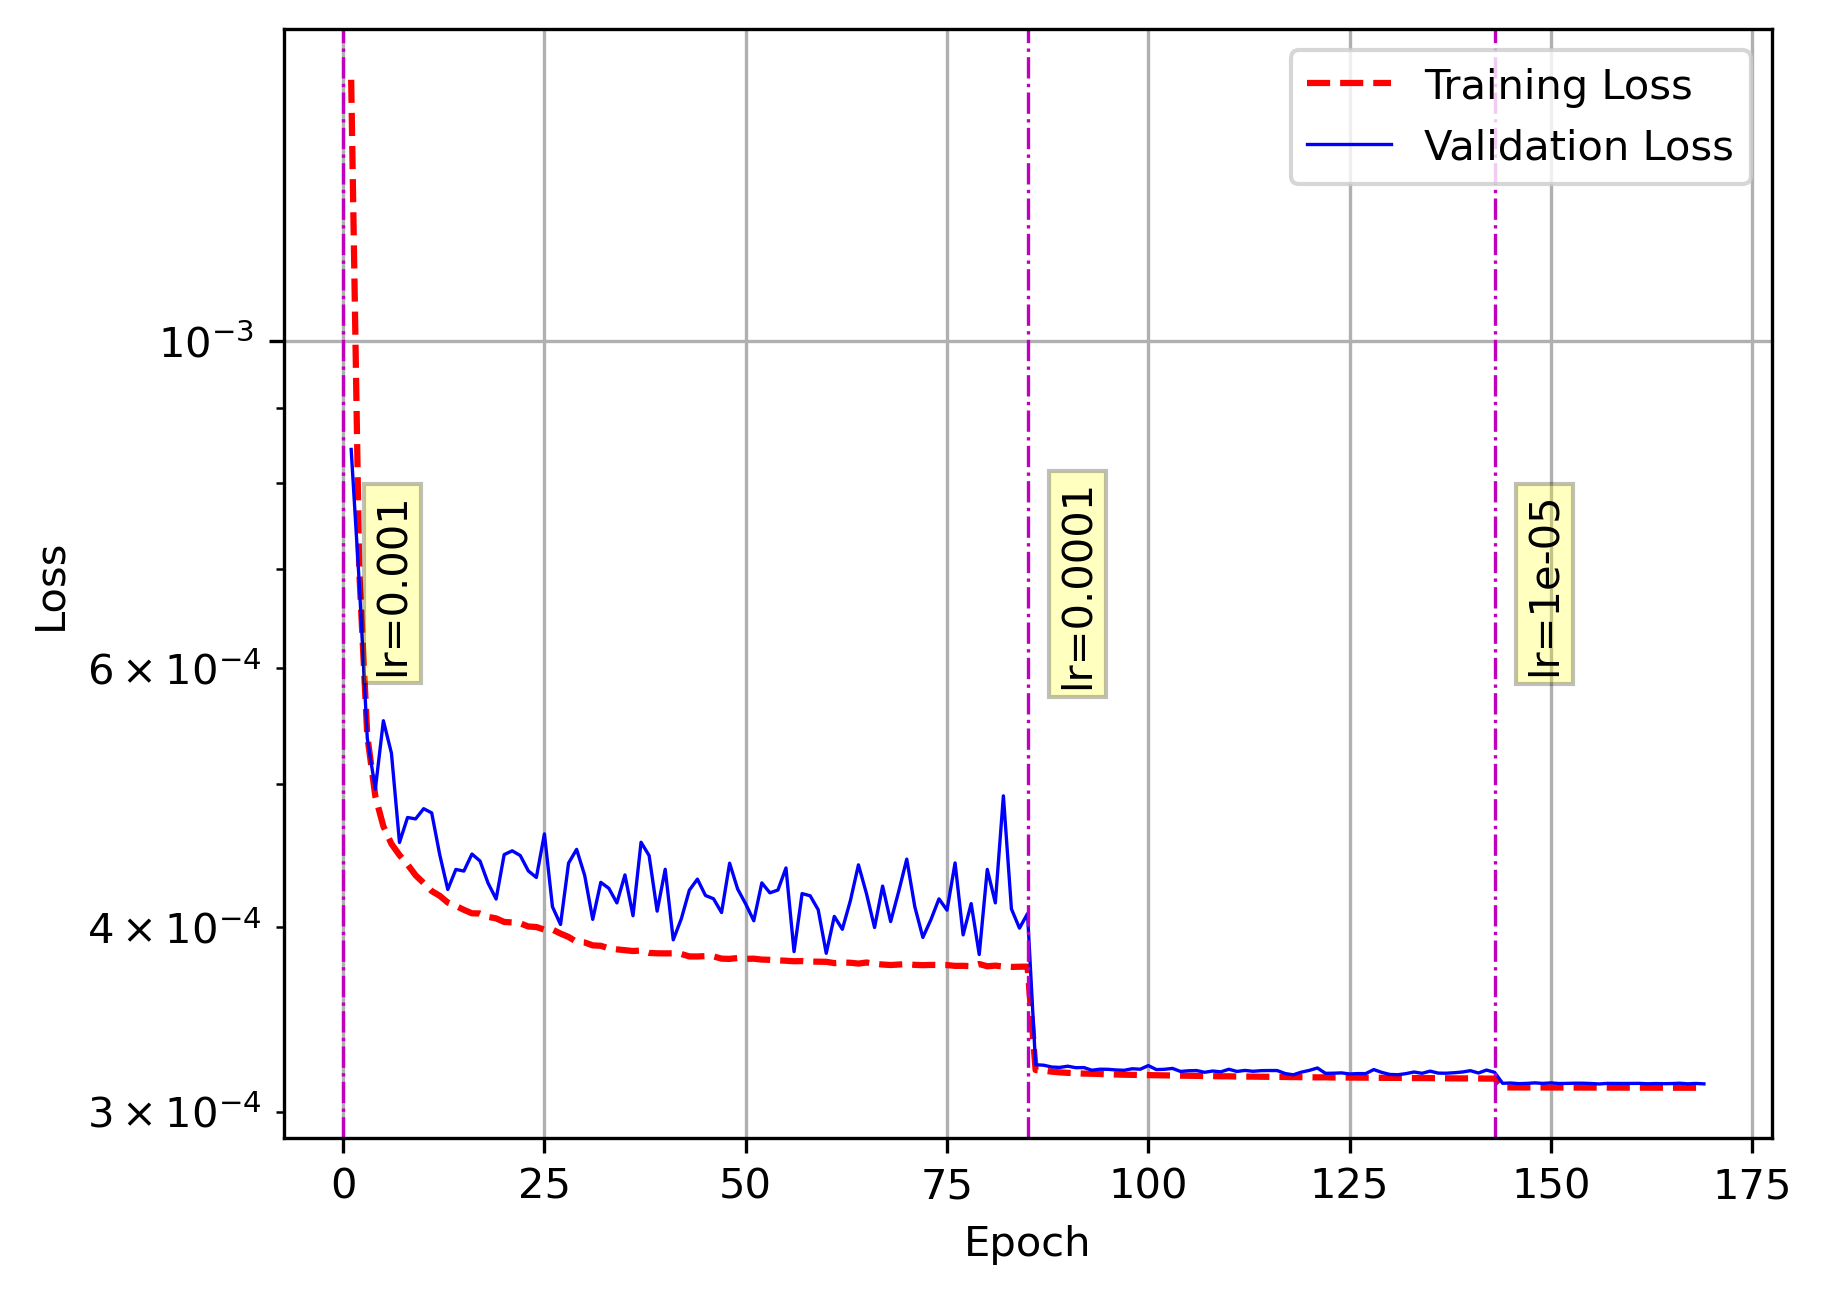 Training Loss
Validation Loss
10⁻³
6 × 10⁻⁴
4 × 10⁻⁴
3 × 10⁻⁴
Loss
lr=0.001
lr=0.0001
lr=1e-05
0 25 50 75 100 125 150 175
Epoch